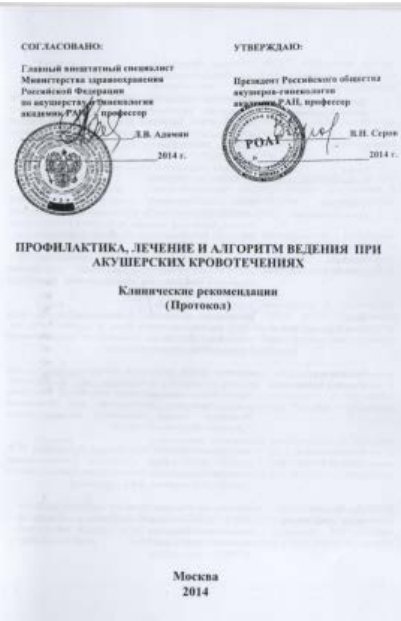 СОГЛАСОВАНО:
Главный внештатный специалист
Министерства здравоохранения
Российской Федерации
по акушерству и гинекологии
академик РАН, профессор
Л.В. Адамян
2014 г.
УТВЕРЖДАЮ:
Президент Российского общества
акушеров-гинекологов
академик РАН, профессор
В.Н. Серов
2014 г.
РОАГ
ПРОФИЛАКТИКА, ЛЕЧЕНИЕ И АЛГОРИТМ ВЕДЕНИЯ ПРИ
АКУШЕРСКИХ КРОВОТЕЧЕНИЯХ
Клинические рекомендации
(Протокол)
Москва
2014